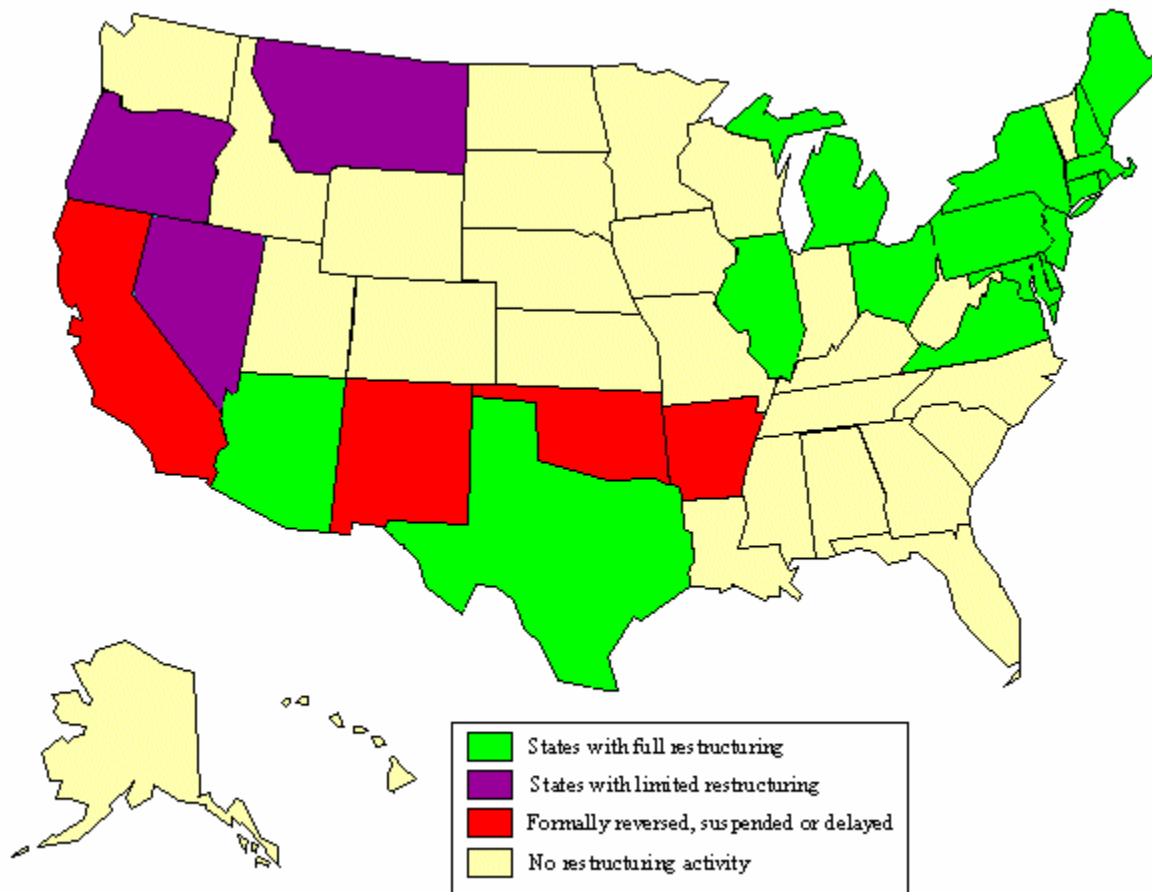 States with full restructuring
States with limited restructuring
Formally reversed, suspended or delayed
No restructuring activity